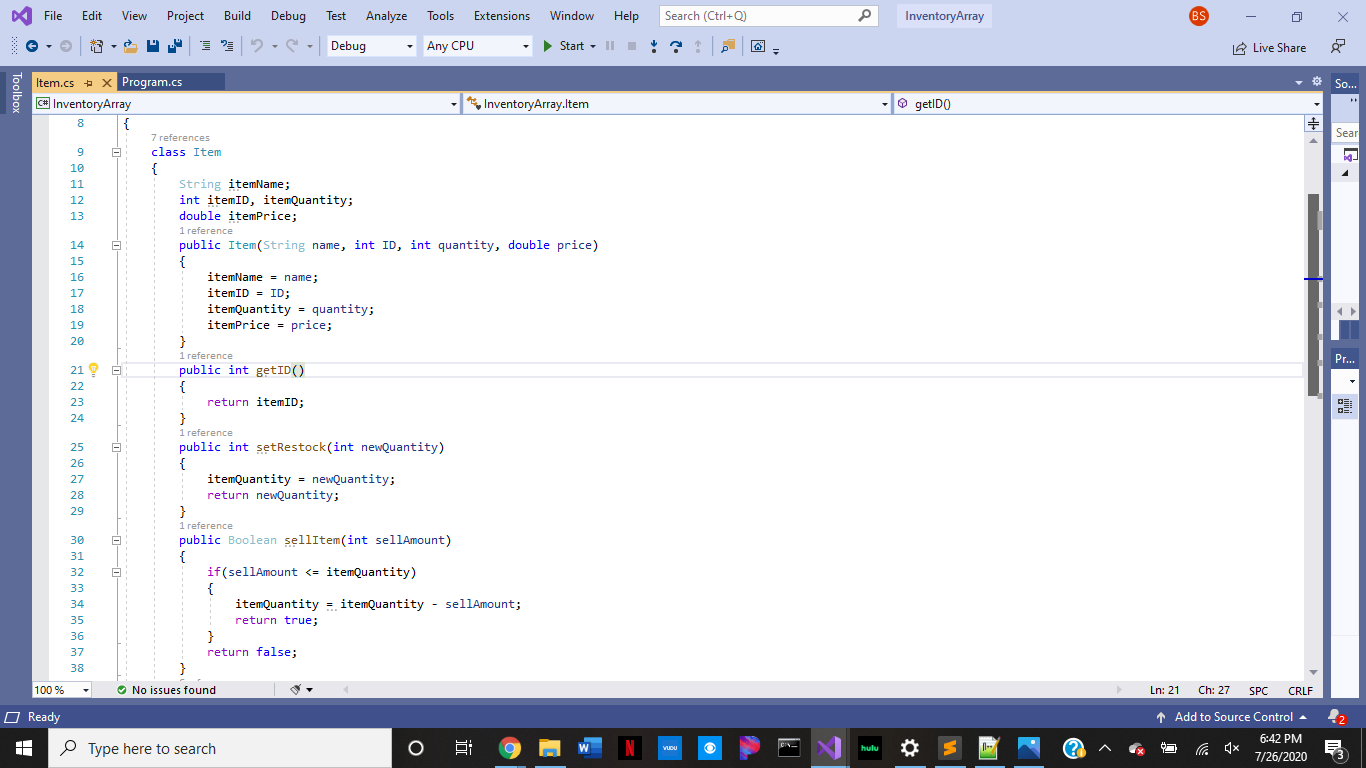 File Edit View Project Build Debug Test Analyze Tools Extensions Window Help Search (Ctrl+Q) InventoryArray BS
Debug Any CPU Start Live Share
Toolbox
Item.cs Program.cs So...
C# InventoryArray InventoryArray.Item getID()
Sear
8 {
7 references
9 class Item
10 {
11 String itemName;
12 int itemID, itemQuantity;
13 double itemPrice;
1 reference
14 public Item(String name, int ID, int quantity, double price)
15 {
16 itemName = name;
17 itemID = ID;
18 itemQuantity = quantity;
19 itemPrice = price;
20 }
1 reference
21 public int getID()
22 {
23 return itemID;
24 }
1 reference
25 public int setRestock(int newQuantity)
26 {
27 itemQuantity = newQuantity;
28 return newQuantity;
29 }
1 reference
30 public Boolean sellItem(int sellAmount)
31 {
32 if(sellAmount <= itemQuantity)
33 {
34 itemQuantity = itemQuantity - sellAmount;
35 return true;
36 }
37 return false;
38 }
Pr...
100 % No issues found Ln: 21 Ch: 27 SPC CRLF
Ready Add to Source Control 2
Type here to search W N VUDU hulu 6:42 PM
7/26/2020 3